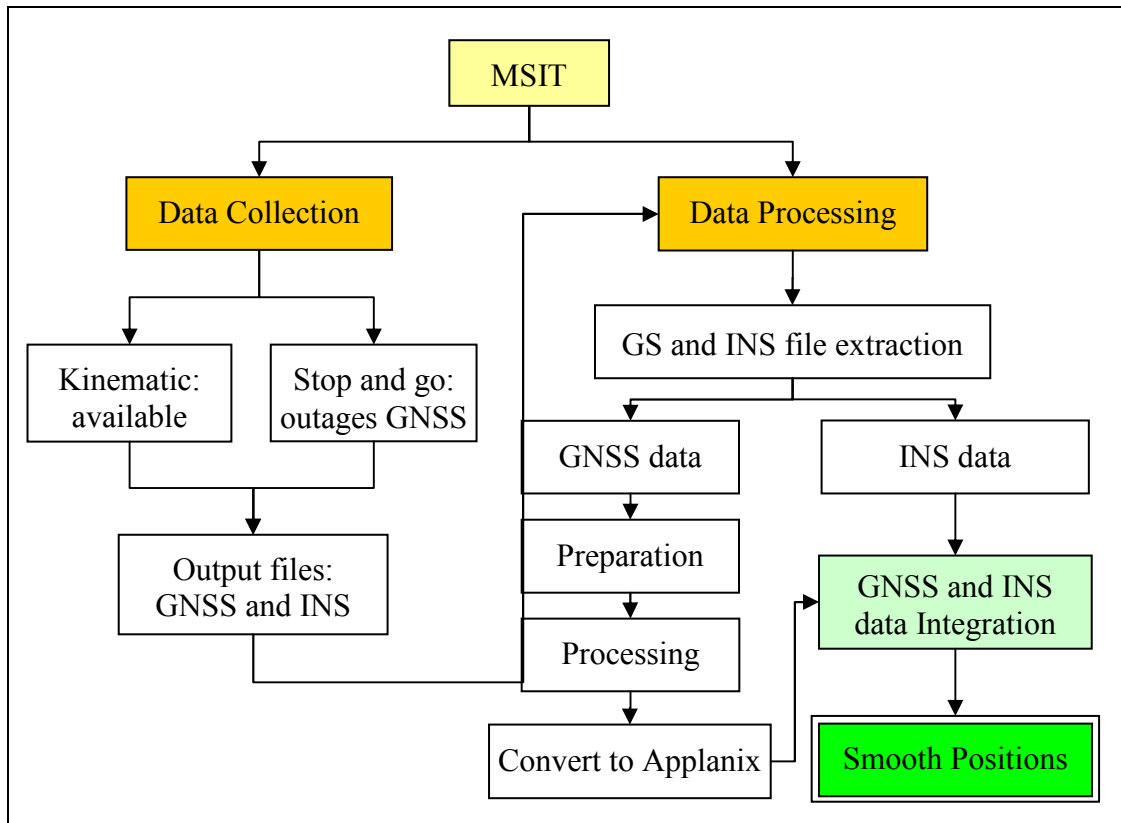 MSIT
Data Collection
Data Processing
Kinematic:
available
Stop and go:
outages GNSS
Output files:
GNSS and INS
GS and INS file extraction
GNSS data
INS data
Preparation
Processing
Convert to Applanix
GNSS and INS
data Integration
Smooth Positions